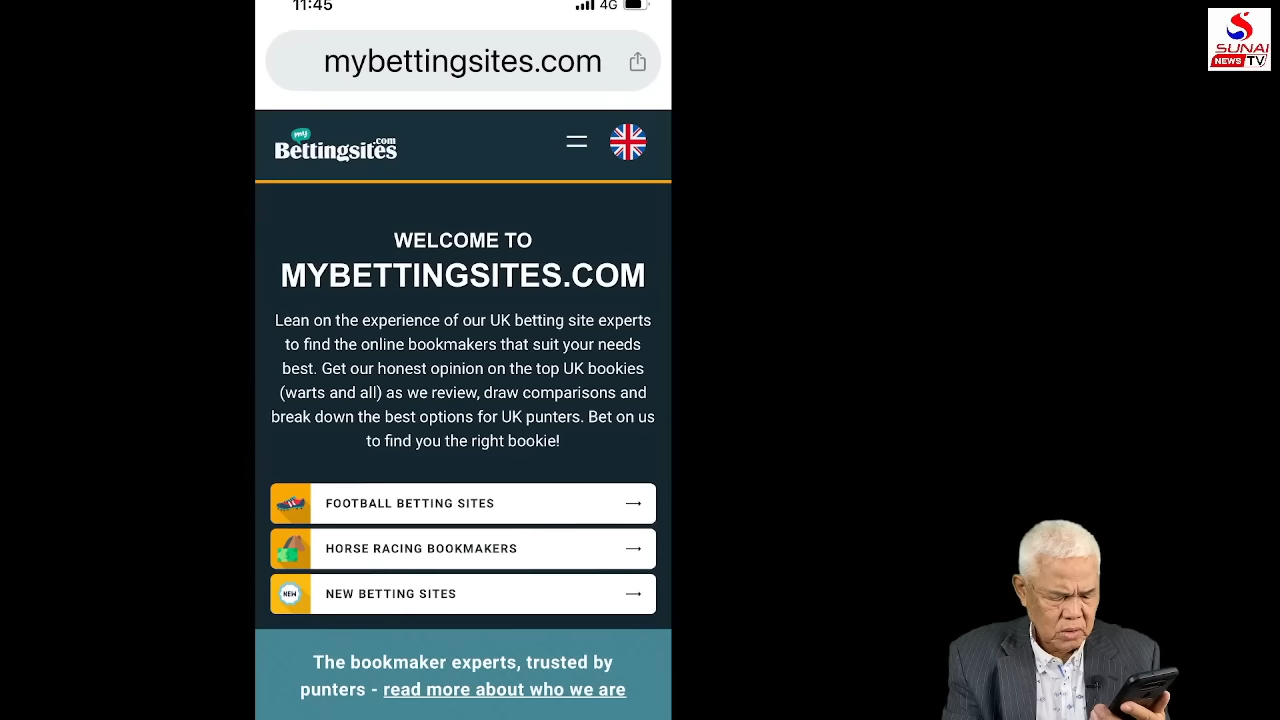 11:45
4G
mybettingsites.com
SUNAI
NEWS TV
my
Bettingsites
.com
WELCOME TO
MYBETTINGSITES.COM
Lean on the experience of our UK betting site experts
to find the online bookmakers that suit your needs
best. Get our honest opinion on the top UK bookies
(warts and all) as we review, draw comparisons and
break down the best options for UK punters. Bet on us
to find you the right bookie!
FOOTBALL BETTING SITES
HORSE RACING BOOKMAKERS
NEW
NEW BETTING SITES
The bookmaker experts, trusted by
punters - read more about who we are